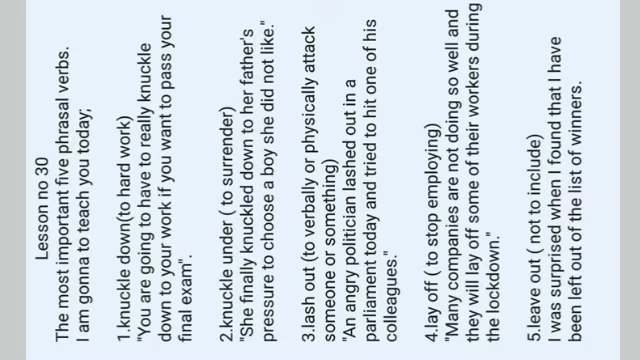 Lesson no 30
The most important five phrasal verbs.
I am gonna to teach you today;
1.knuckle down(to hard work)
"You are going to have to really knuckle
down to your work if you want to pass your
final exam".
2.knuckle under ( to surrender)
"She finally knuckled down to her father's
pressure to choose a boy she did not like."
3.lash out (to verbally or physically attack
someone or something)
"An angry politician lashed out in a
parliament today and tried to hit one of his
colleagues."
4.lay off ( to stop employing)
"Many companies are not doing so well and
they will lay off some of their workers during
the lockdown."
5.leave out ( not to include)
I was surprised when I found that I have
been left out of the list of winners.